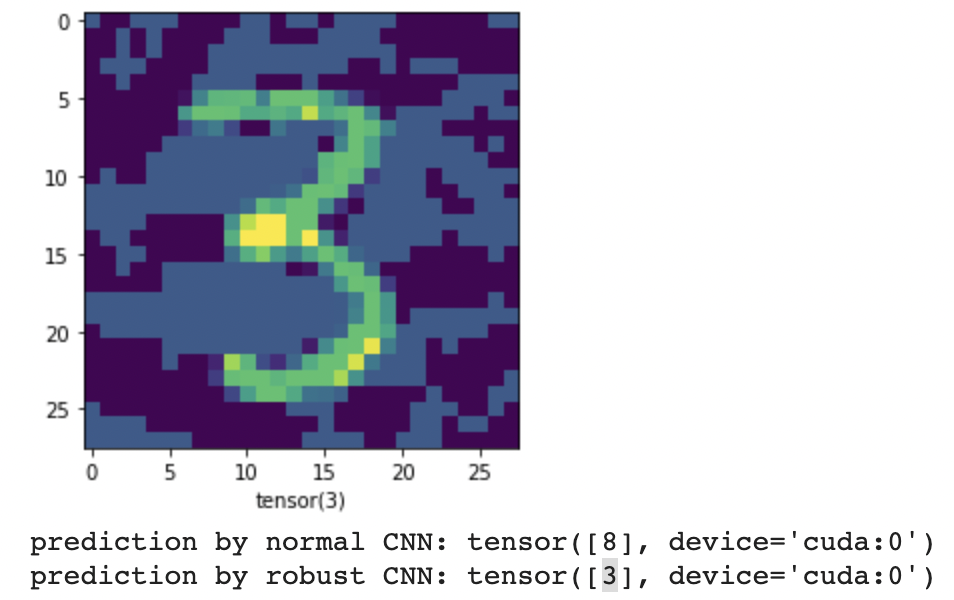 0
5
10
15
20
25
0 5 10 15 20 25
tensor(3)
prediction by normal CNN: tensor([8], device='cuda:0')
prediction by robust CNN: tensor([3], device='cuda:0')